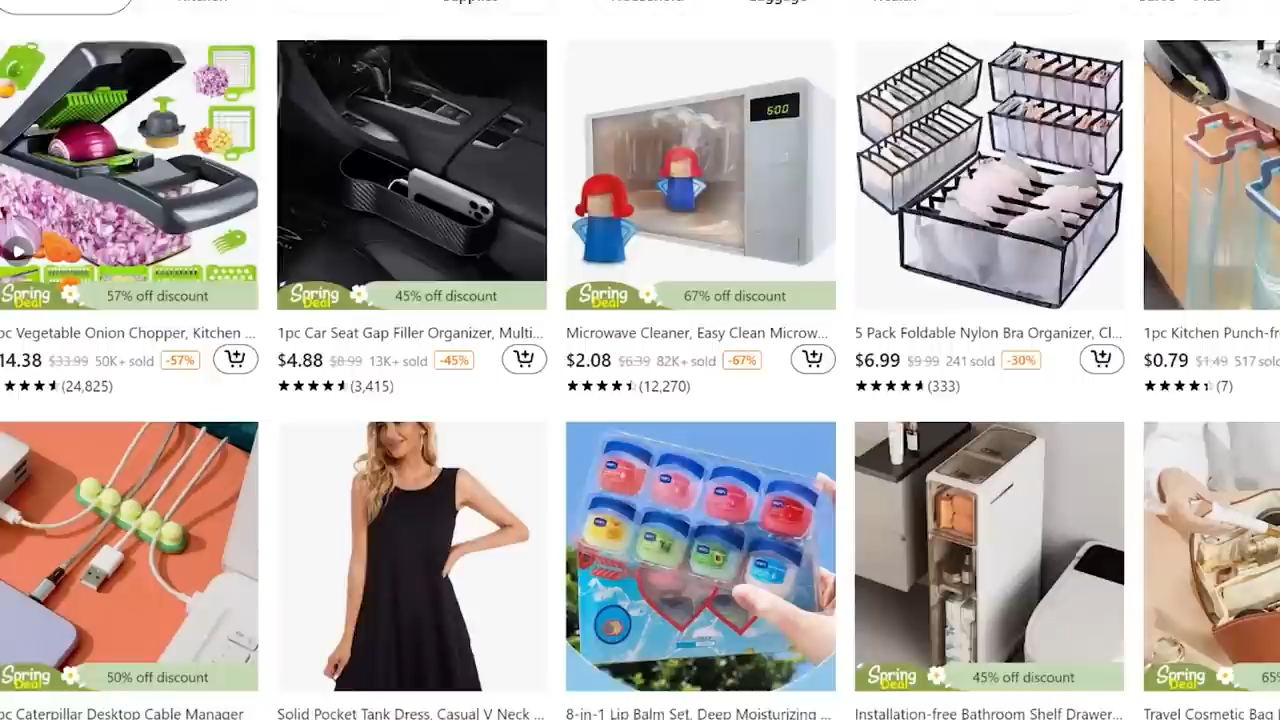 Kitchen
Supplies
Household
Luggage
Health
600
Spring Deal
57% off discount
Spring Deal
45% off discount
Spring Deal
67% off discount
pc Vegetable Onion Chopper, Kitchen ...
14.38 $33.99 50K+ sold -57%
(24,825)
1pc Car Seat Gap Filler Organizer, Multi...
$4.88 $8.99 13K+ sold -45%
(3,415)
Microwave Cleaner, Easy Clean Microw...
$2.08 $6.39 82K+ sold -67%
(12,270)
5 Pack Foldable Nylon Bra Organizer, Cl...
$6.99 $9.99 241 sold -30%
(333)
1pc Kitchen Punch-fr
$0.79 $1.49 517 sol
(7)
Spring Deal
50% off discount
Spring Deal
45% off discount
Spring Deal
65%
pc Caterpillar Desktop Cable Manager
Solid Pocket Tank Dress, Casual V Neck ...
8-in-1 Lip Balm Set, Deep Moisturizing ...
Installation-free Bathroom Shelf Drawer...
Travel Cosmetic Bag